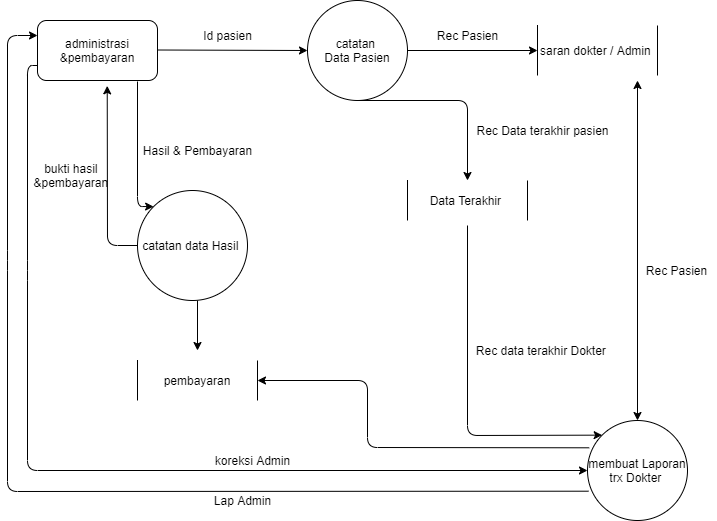 administrasi
&pembayaran
Id pasien
catatan
Data Pasien
Rec Pasien
saran dokter / Admin
Rec Data terakhir pasien
Hasil & Pembayaran
bukti hasil
&pembayaran
Data Terakhir
catatan data Hasil
Rec Pasien
Rec data terakhir Dokter
pembayaran
koreksi Admin
membuat Laporan
trx Dokter
Lap Admin